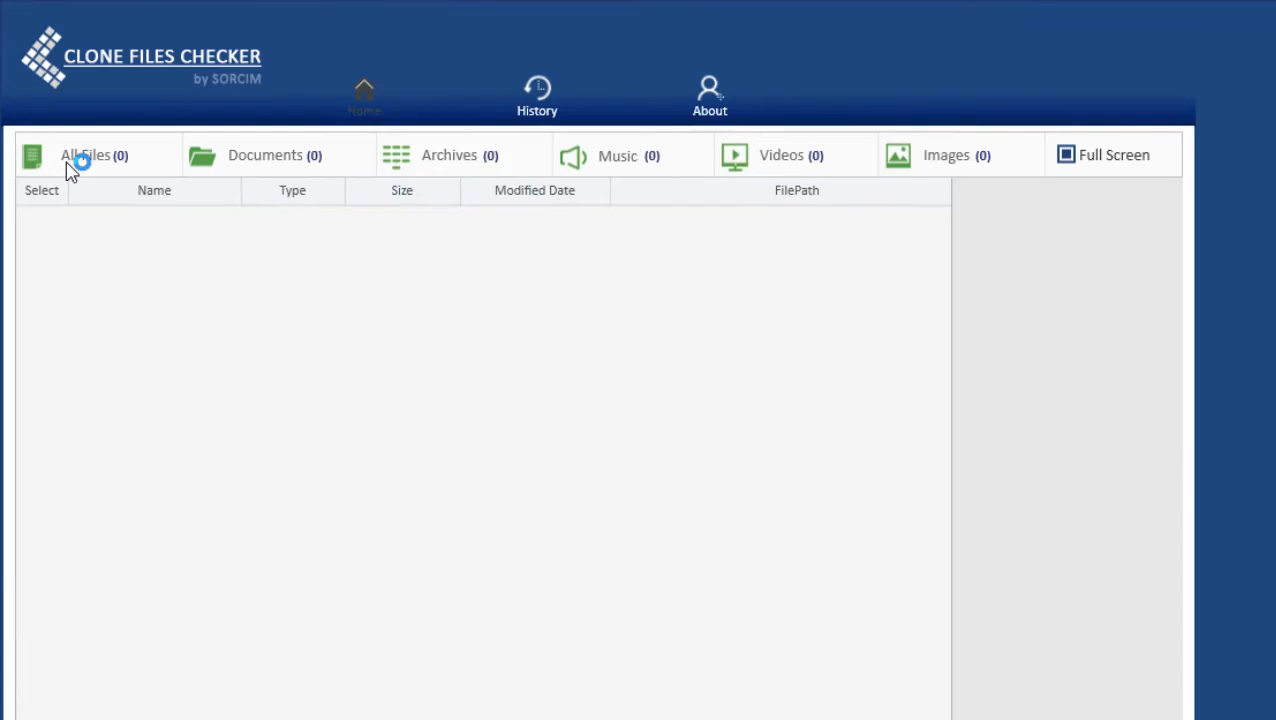 CLONE FILES CHECKER
by SORCIM
Home
History
About
All Files (0)
Documents (0)
Archives (0)
Music (0)
Videos (0)
Images (0)
Full Screen
Select
Name
Type
Size
Modified Date
FilePath